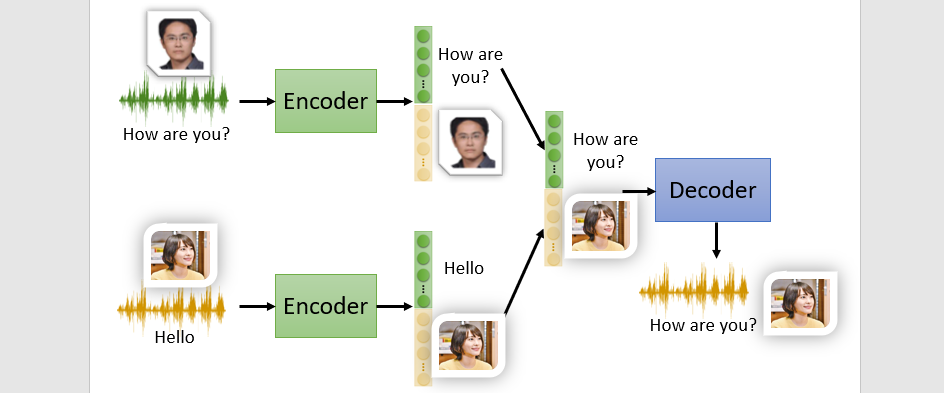 How are you?
Encoder
How are
you?
How are
you?
Decoder
Hello
Encoder
Hello
How are you?